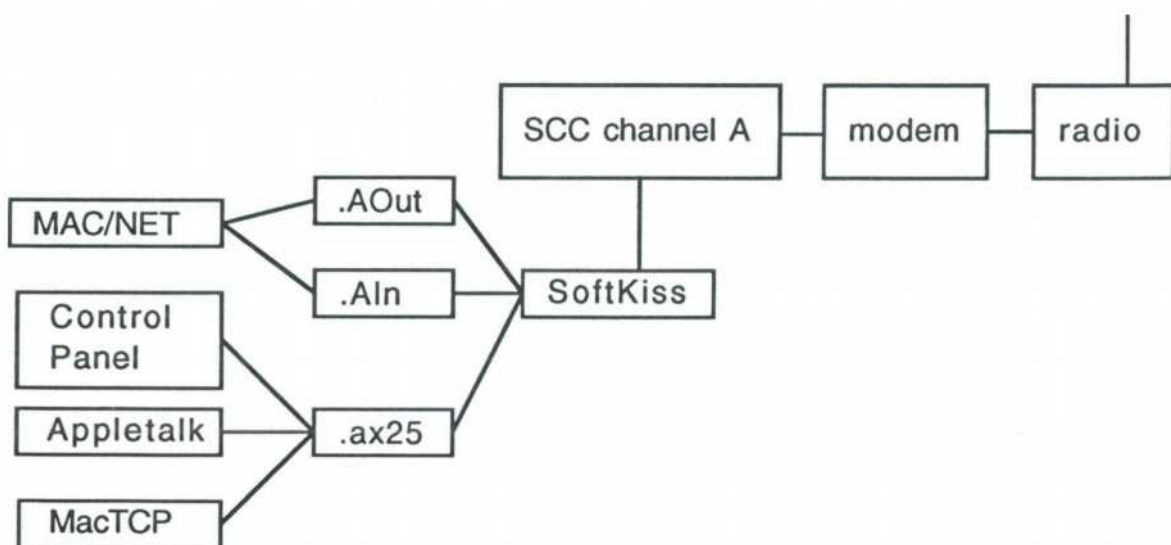 SCC channel A
modem
radio
.AOut
MAC/NET
.AIn
SoftKiss
Control
Panel
Appletalk
.ax25
MacTCP